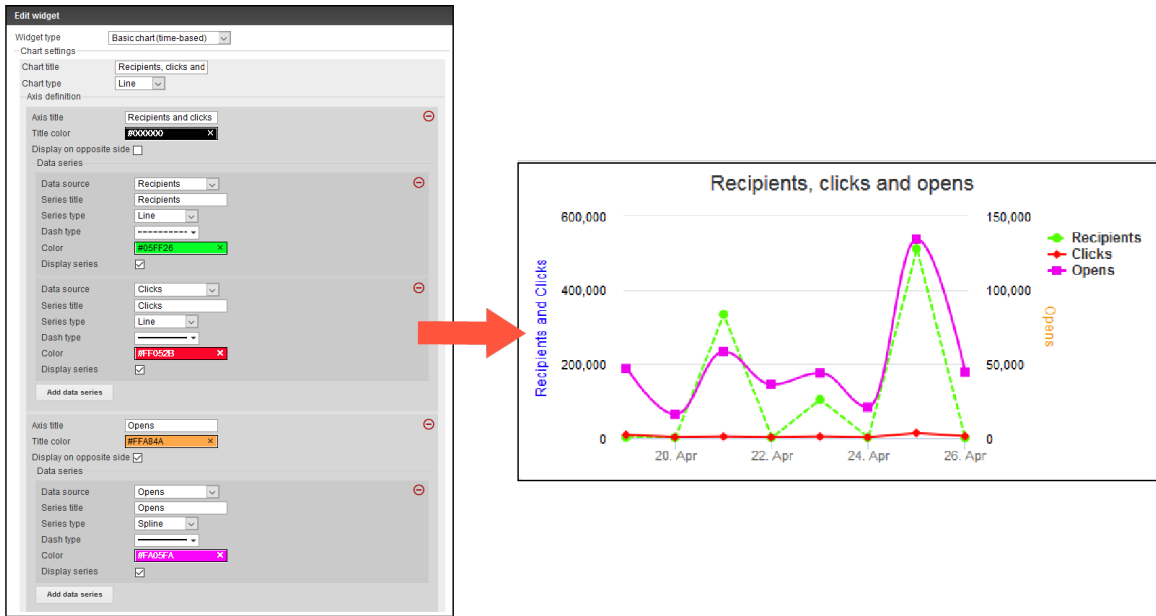 Edit widget
Widget type Basic chart (time-based)
Chart settings
Chart title Recipients, clicks and
Chart type Line
Axis definition
Axis title Recipients and clicks
Title color #000000 ×
Display on opposite side
Data series
Data source Recipients
Series title Recipients
Series type Line
Dash type
Color #05FF26 ×
Display series
Data source Clicks
Series title Clicks
Series type Line
Dash type
Color #FF052B ×
Display series
Add data series
Axis title Opens
Title color #FFA84A ×
Display on opposite side
Data series
Data source Opens
Series title Opens
Series type Spline
Dash type
Color #FA05FA ×
Display series
Add data series
Recipients, clicks and opens
600,000 150,000
400,000 100,000
200,000 50,000
0 0
Recipients and Clicks
Opens
20. Apr 22. Apr 24. Apr 26. Apr
Recipients
Clicks
Opens